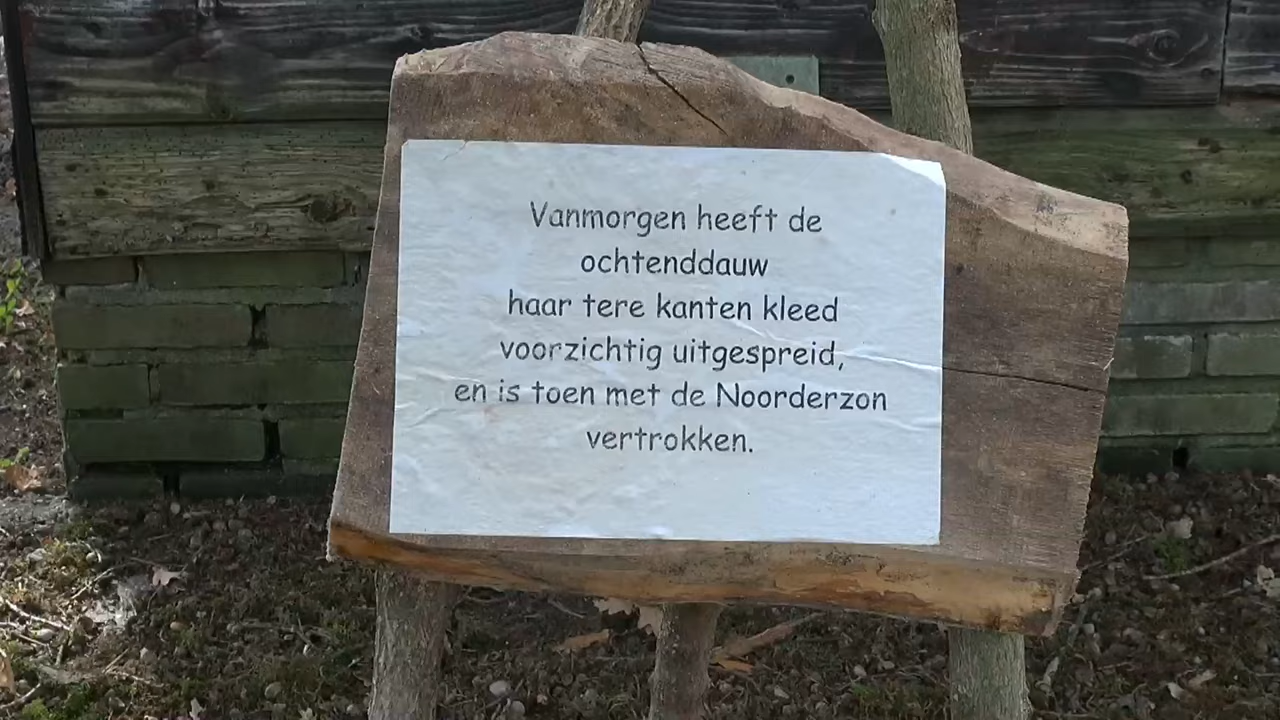 Vanmorgen heeft de
ochtenddauw
haar tere kanten kleed
voorzichtig uitgespreid,
en is toen met de Noorderzon
vertrokken.